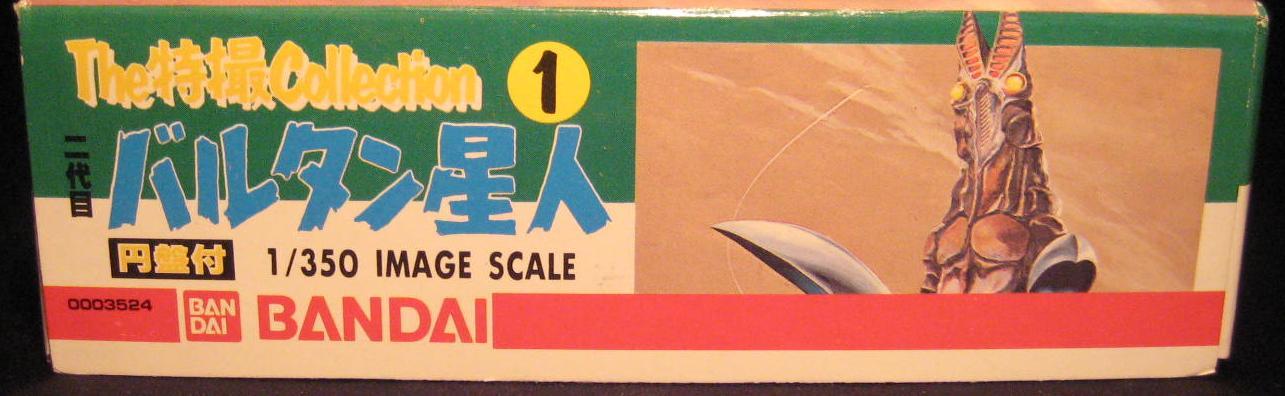 The特撮Collection 1
二代目
バルタン星人
円盤付 1/350 IMAGE SCALE
0003524 BAN DAI BANDAI